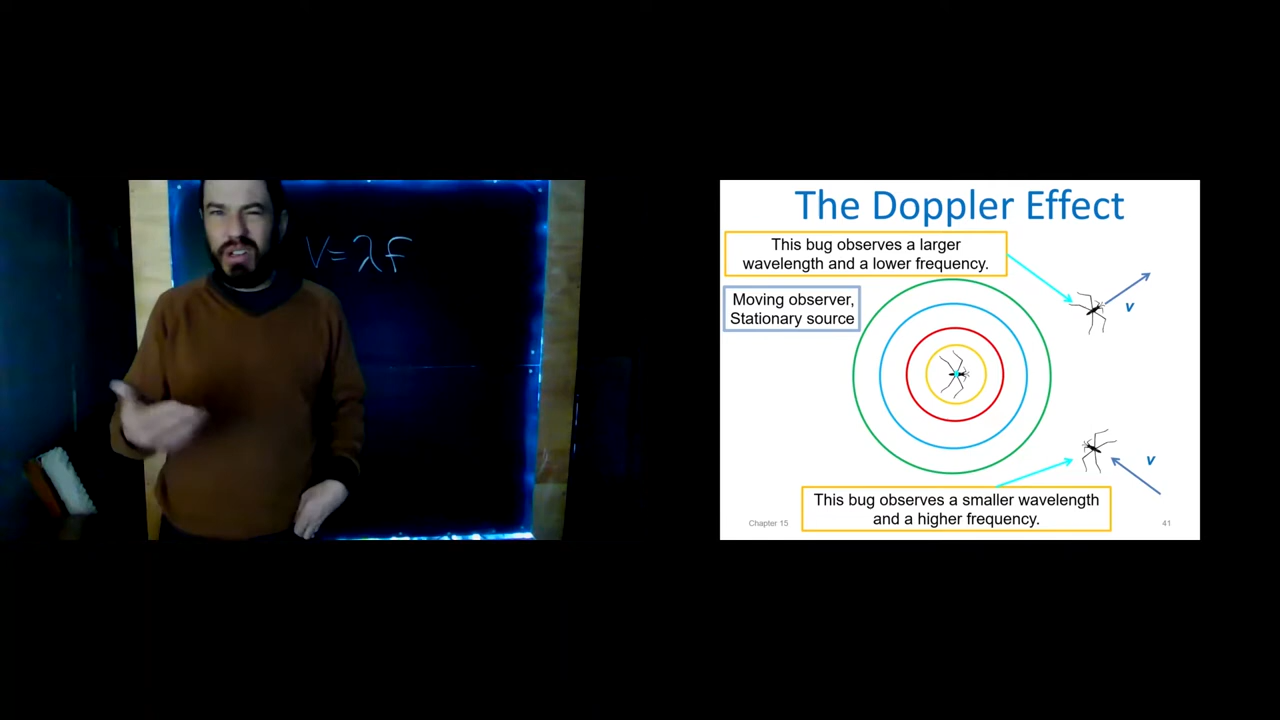 V=λf
The Doppler Effect
This bug observes a larger
wavelength and a lower frequency.
Moving observer,
Stationary source
v
v
This bug observes a smaller wavelength
and a higher frequency.
Chapter 15
41